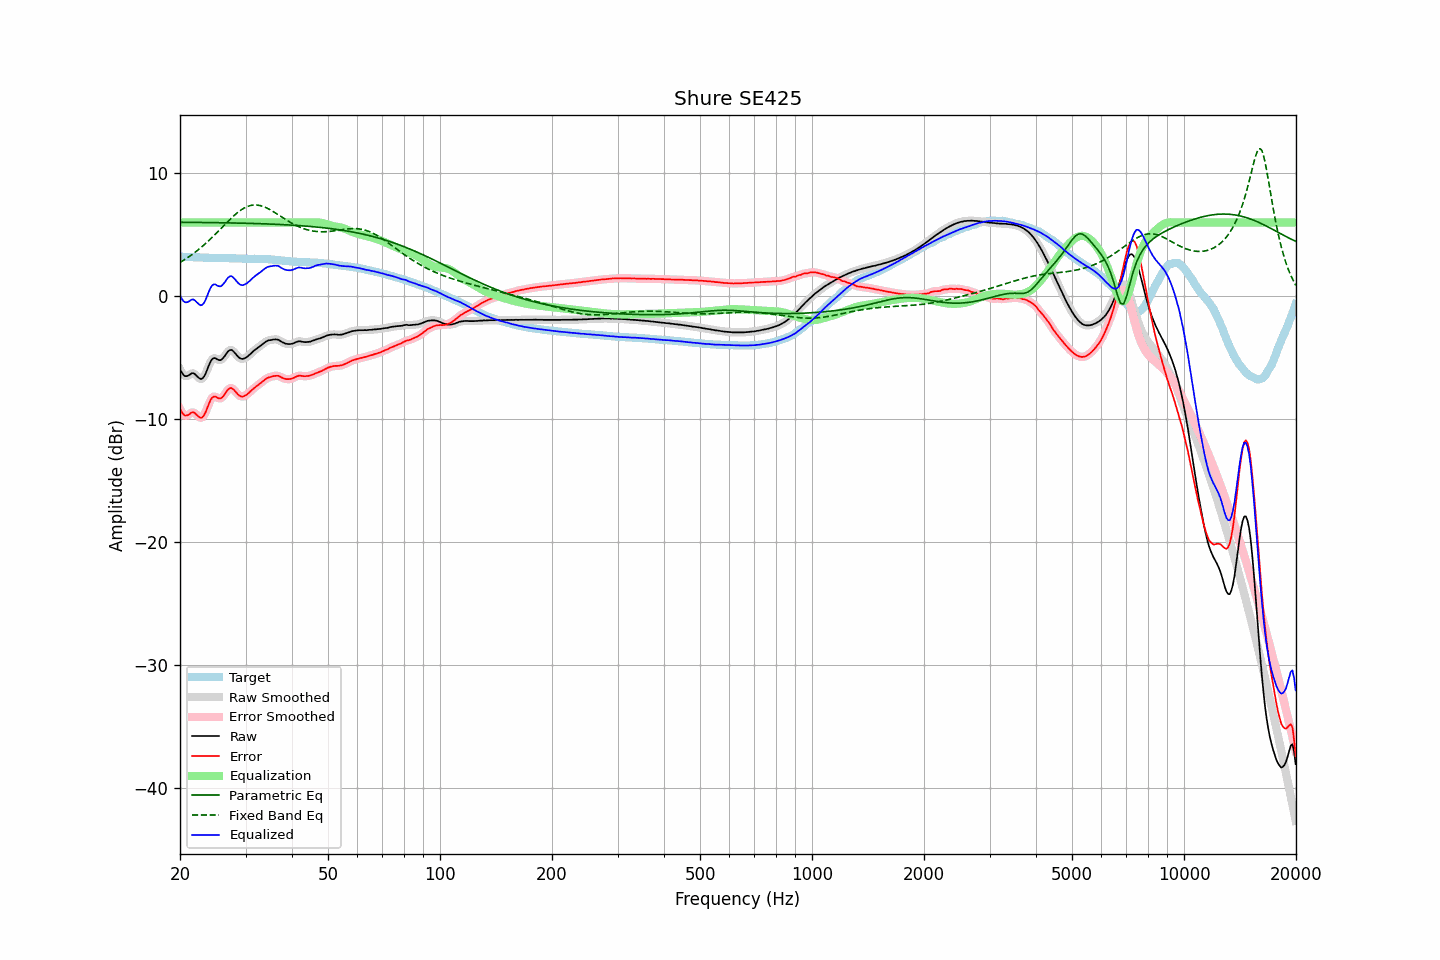 Shure SE425
Amplitude (dBr)
10
0
−10
−20
−30
−40
Target
Raw Smoothed
Error Smoothed
Raw
Error
Equalization
Parametric Eq
Fixed Band Eq
Equalized
20 50 100 200 500 1000 2000 5000 10000 20000
Frequency (Hz)